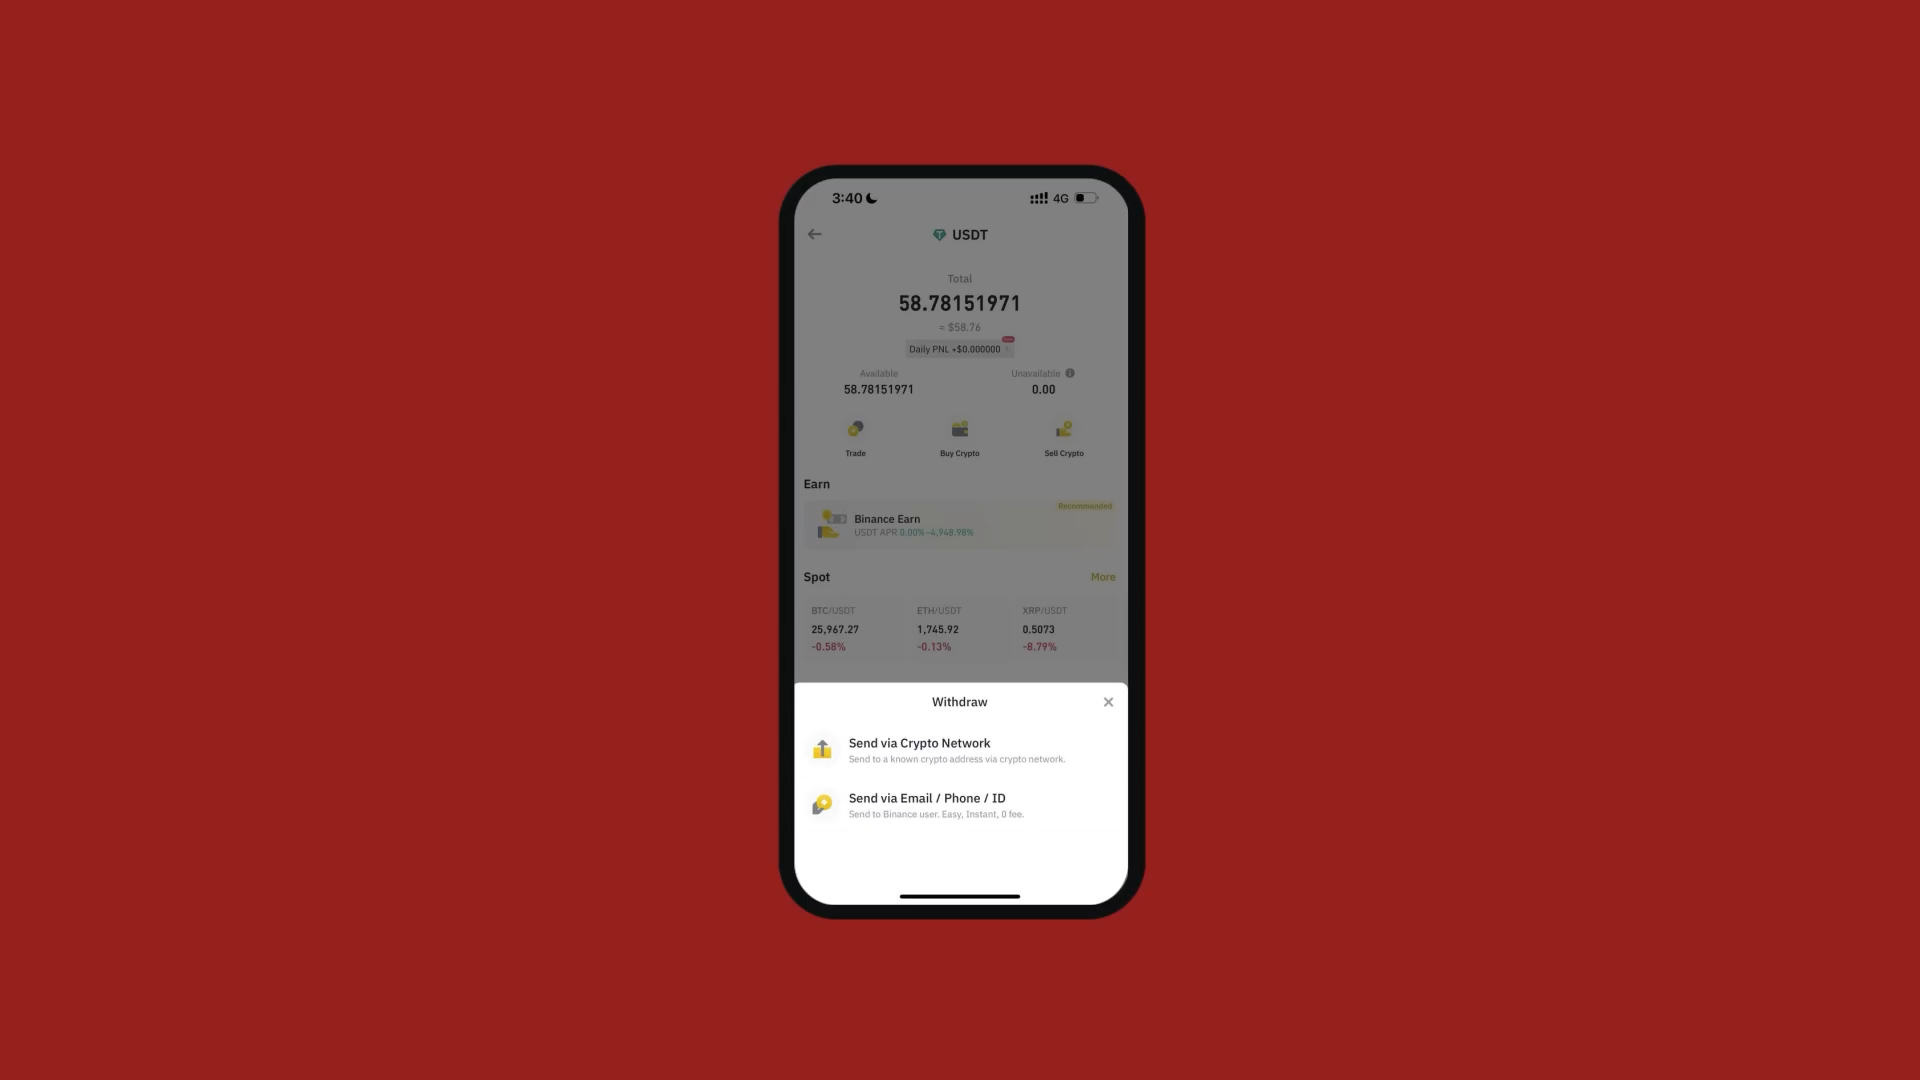 3:40 4G
USDT
Total
58.78151971
≈ $58.76
Daily PNL +$0.000000
Available Unavailable
58.78151971 0.00
Trade Buy Crypto Sell Crypto
Earn
Recommended
Binance Earn
USDT APR 0.00%~4,948.98%
Spot More
BTC/USDT ETH/USDT XRP/USDT
25,967.27 1,745.92 0.5073
-0.58% -0.13% -8.79%
Withdraw
Send via Crypto Network
Send to a known crypto address via crypto network.
Send via Email / Phone / ID
Send to Binance user. Easy, Instant, 0 fee.